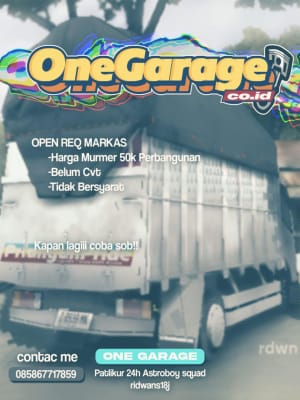 OneGarage
co.id
OPEN REQ MARKAS
-Harga Murmer 50k Perbangunan
-Belum Cvt
-Tidak Bersyarat
Kapan lagiii coba sob!!
rdwn
contac me
ONE GARAGE
085867717859
Patilikur 24h Astroboy squad
ridwans18j